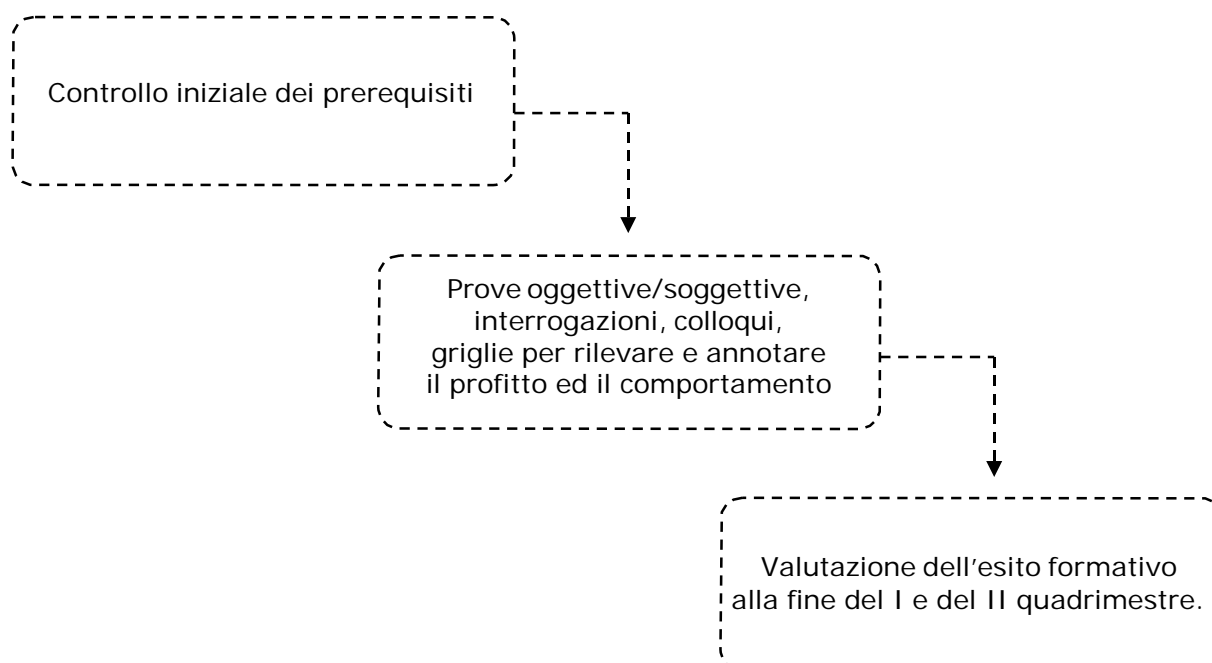 Controllo iniziale dei prerequisiti
Prove oggettive/soggettive,
interrogazioni, colloqui,
griglie per rilevare e annotare
il profitto ed il comportamento
Valutazione dell’esito formativo
alla fine del I e del II quadrimestre.